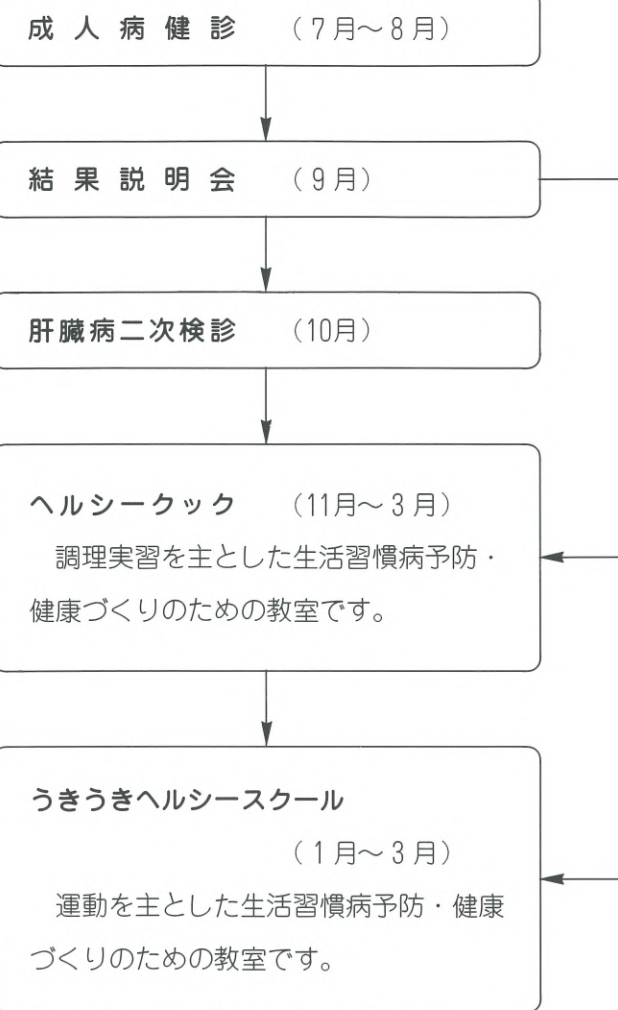 成人病健診 (7月〜8月)
結果説明会 (9月)
肝臓病二次検診 (10月)
ヘルシークック (11月〜3月)
調理実習を主とした生活習慣病予防・
健康づくりのための教室です。
うきうきヘルシースクール
(1月〜3月)
運動を主とした生活習慣病予防・健康
づくりのための教室です。